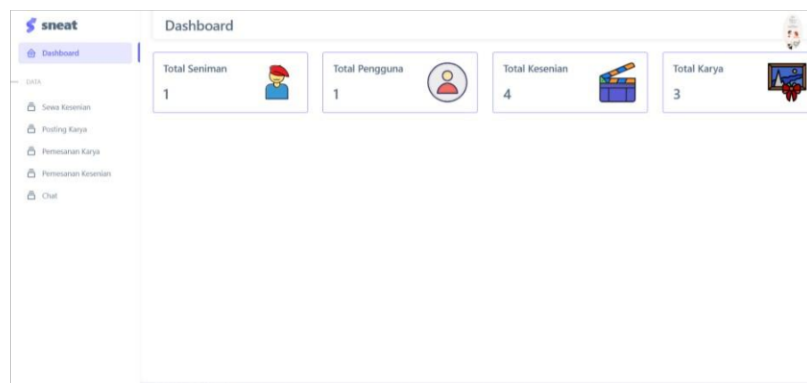 sneat
Dashboard
DATA
Sewa Kesenian
Posting Karya
Pemesanan Karya
Pemesanan Kesenian
Chat
Dashboard
Total Seniman
1
Total Pengguna
1
Total Kesenian
4
Total Karya
3